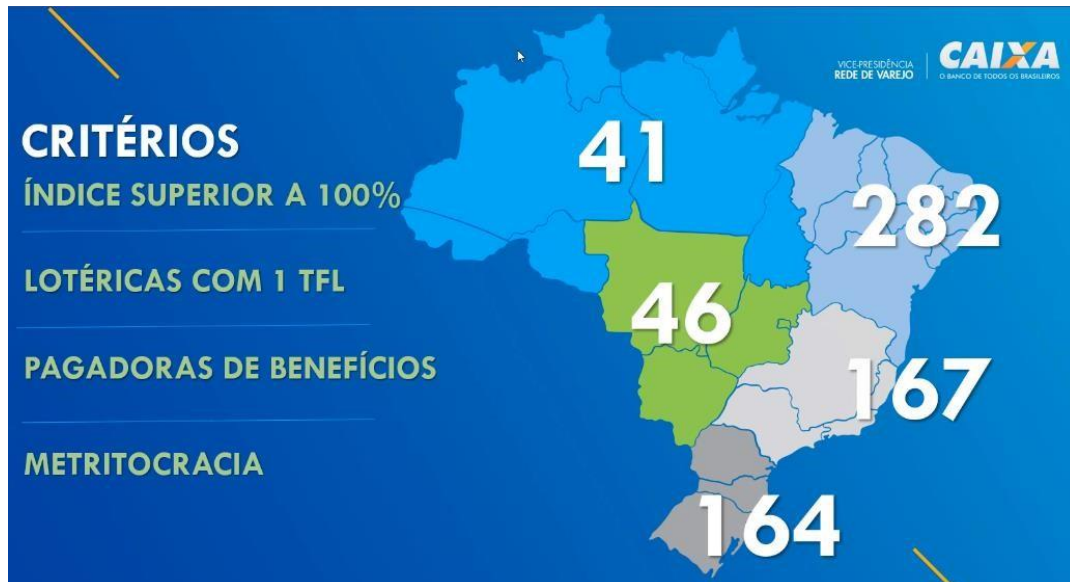 VICE-PRESIDÊNCIA
REDE DE VAREJO
CAIXA
O BANCO DE TODOS OS BRASILEIROS
CRITÉRIOS
ÍNDICE SUPERIOR A 100%
LOTÉRICAS COM 1 TFL
PAGADORAS DE BENEFÍCIOS
METRITOCRACIA
41
282
46
167
164